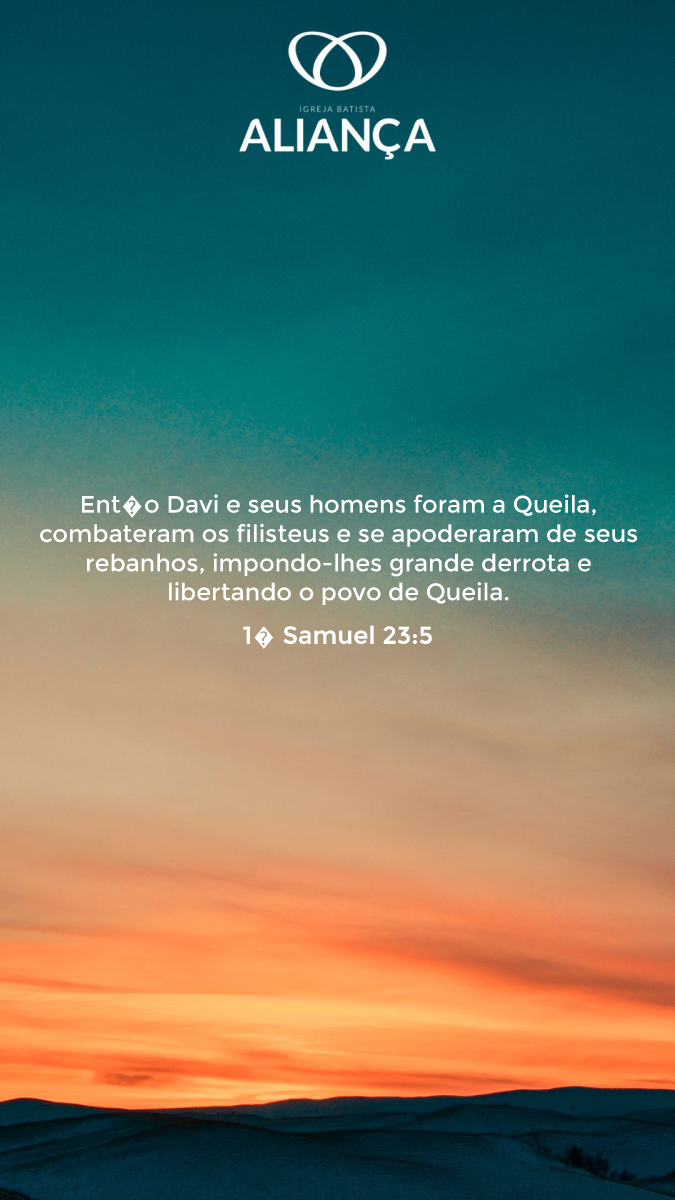 IGREJA BATISTA
ALIANÇA
Ent�o Davi e seus homens foram a Queila,
combateram os filisteus e se apoderaram de seus
rebanhos, impondo-lhes grande derrota e
libertando o povo de Queila.
1� Samuel 23:5